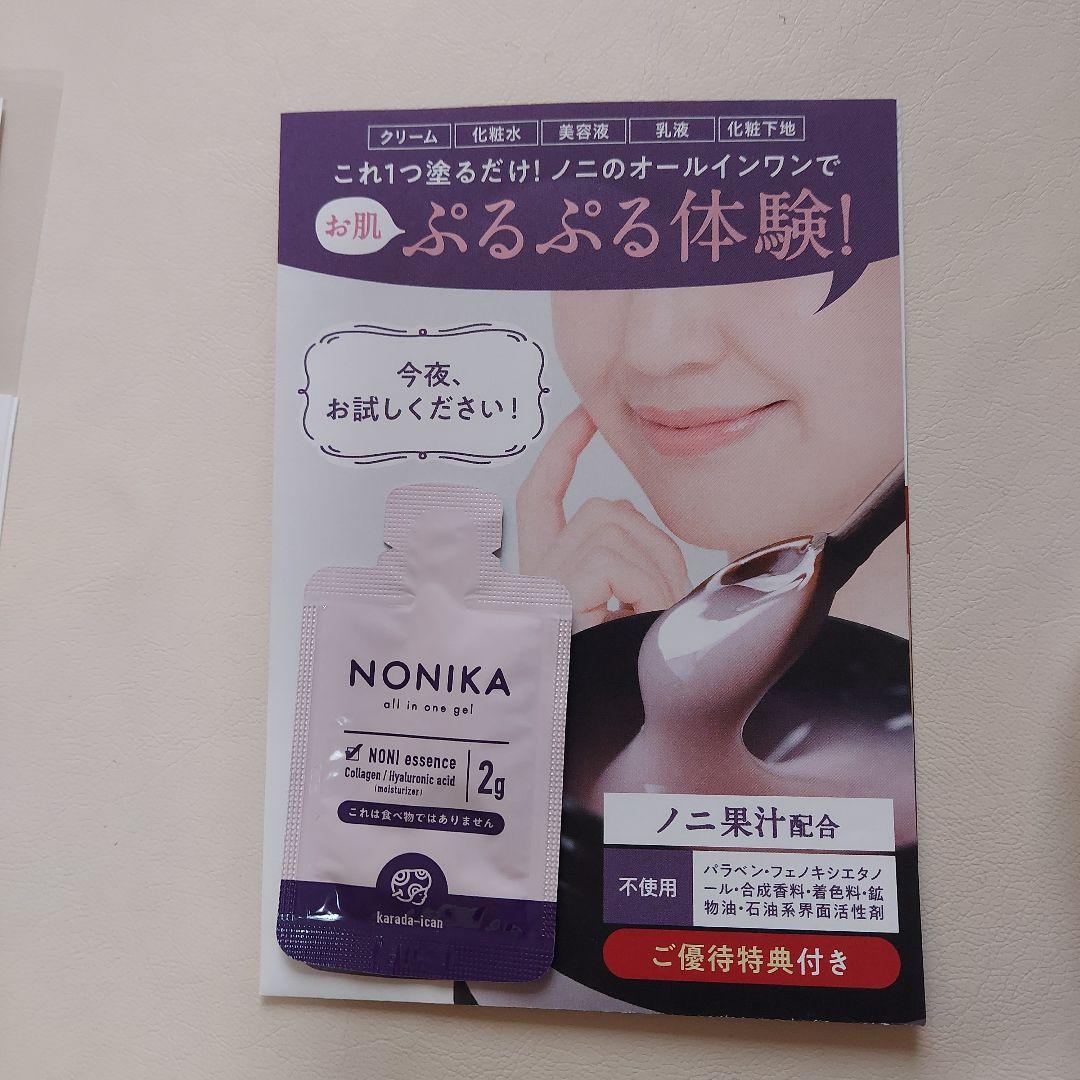 クリーム 化粧水 美容液 乳液 化粧下地
これ1つ塗るだけ! ノニのオールインワンで
お肌 ぷるぷる体験!
今夜、
お試しください!
NONIKA
all in one gel
NONI essence
Collagen / Hyaluronic acid
(moisturizer)
2g
これは食べ物ではありません
karada-ican
ノニ果汁配合
不使用
パラベン・フェノキシエタノ
ール・合成香料・着色料・鉱
物油・石油系界面活性剤
ご優待特典付き